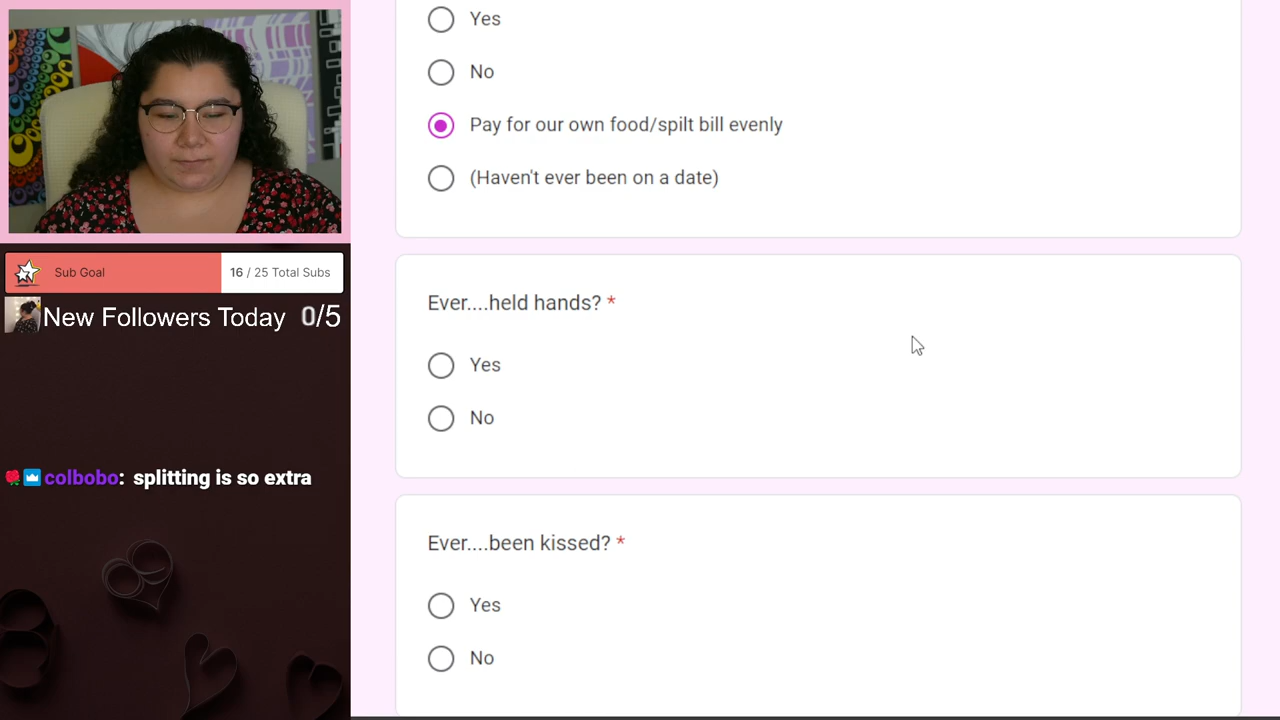 Yes
No
Pay for our own food/spilt bill evenly
(Haven't ever been on a date)
Sub Goal
16 / 25 Total Subs
New Followers Today 0/5
Ever....held hands? *
Yes
No
colbobo: splitting is so extra
Ever....been kissed? *
Yes
No